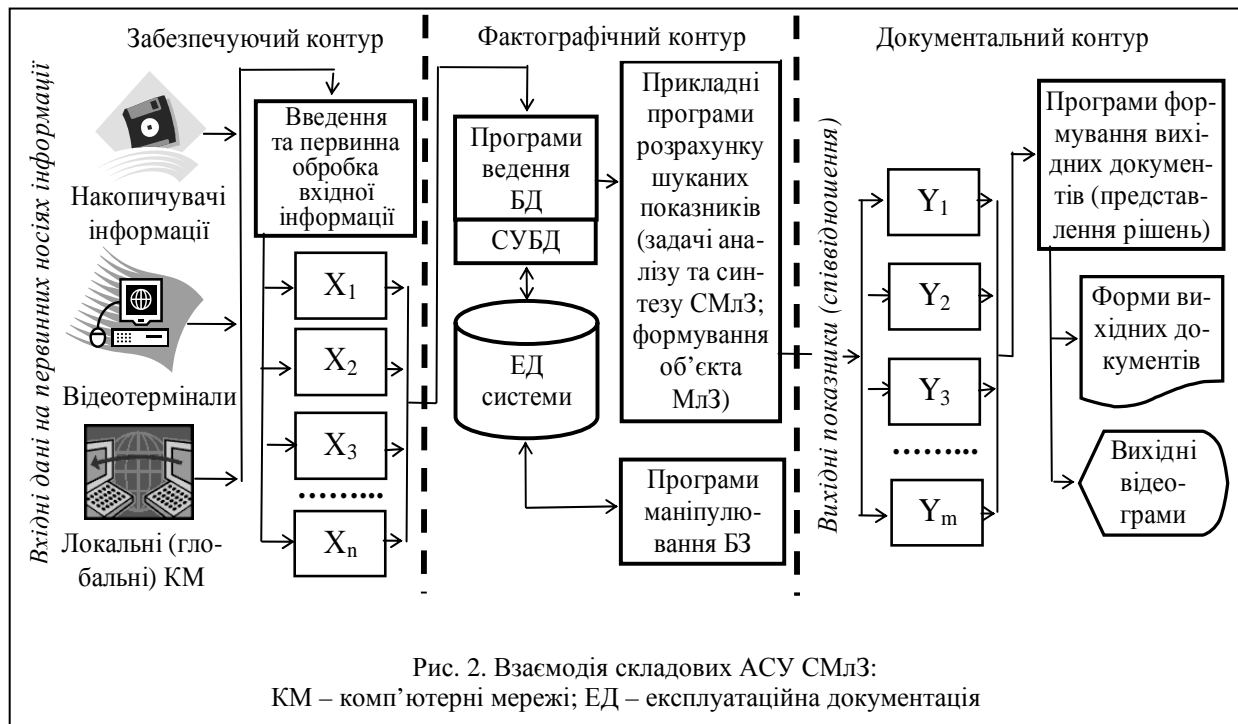 Забезпечуючий контур
Вхідні дані на первинних носіях інформації
Накопичувачі
інформації
Відеотермінали
Локальні (гло-
бальні) КМ
Введення
та первинна
обробка
вхідної
інформації
X1
X2
X3
.........
Xn
Фактографічний контур
Програми
ведення
БД
СУБД
ЕД
системи
Прикладні
програми
розрахунку
шуканих
показників
(задачі ана-
лізу та син-
тезу СМлЗ;
формування
об’єкта
МлЗ)
Програми
маніпулю-
вання БЗ
Документальний контур
Вихідні показники (співвідношення)
Y1
Y2
Y3
.........
Ym
Програми фор-
мування вихі-
дних докумен-
тів (представ-
лення рішень)
Форми ви-
хідних до-
кументів
Вихідні
відео-
грами
Рис. 2. Взаємодія складових АСУ СМлЗ:
КМ – комп’ютерні мережі; ЕД – експлуатаційна документація